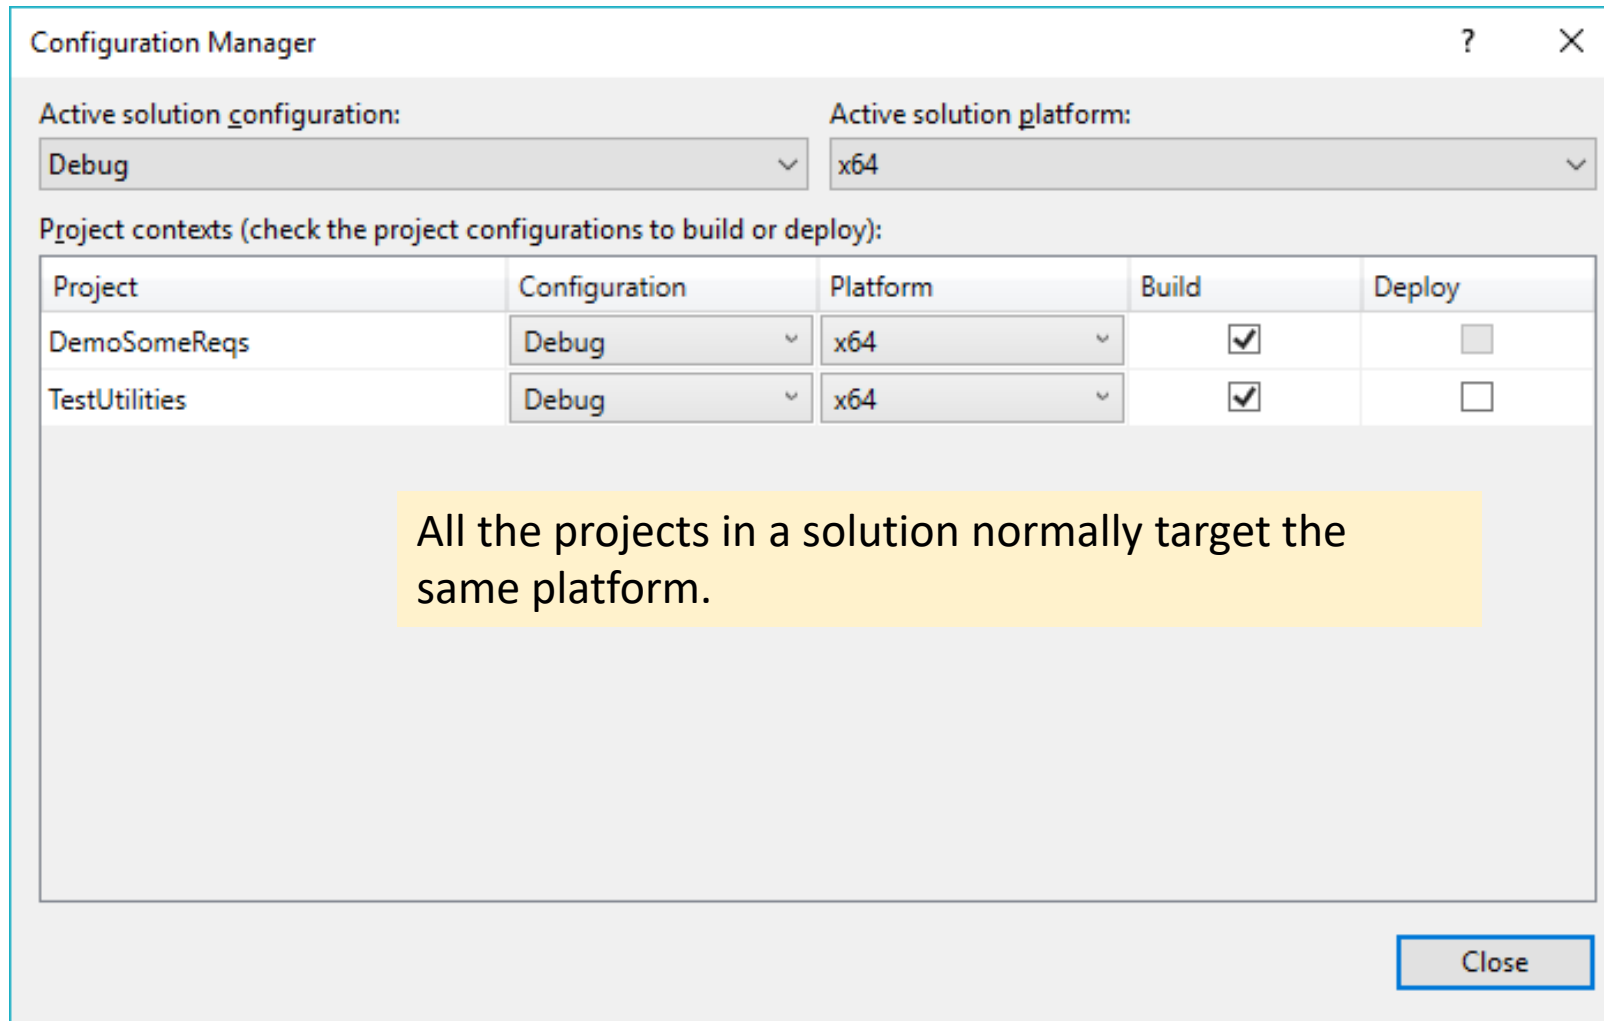 Configuration Manager ? ×
Active solution configuration: Active solution platform:
Debug x64
Project contexts (check the project configurations to build or deploy):
Project Configuration Platform Build Deploy
DemoSomeReqs Debug x64
TestUtilities Debug x64
All the projects in a solution normally target the
same platform.
Close